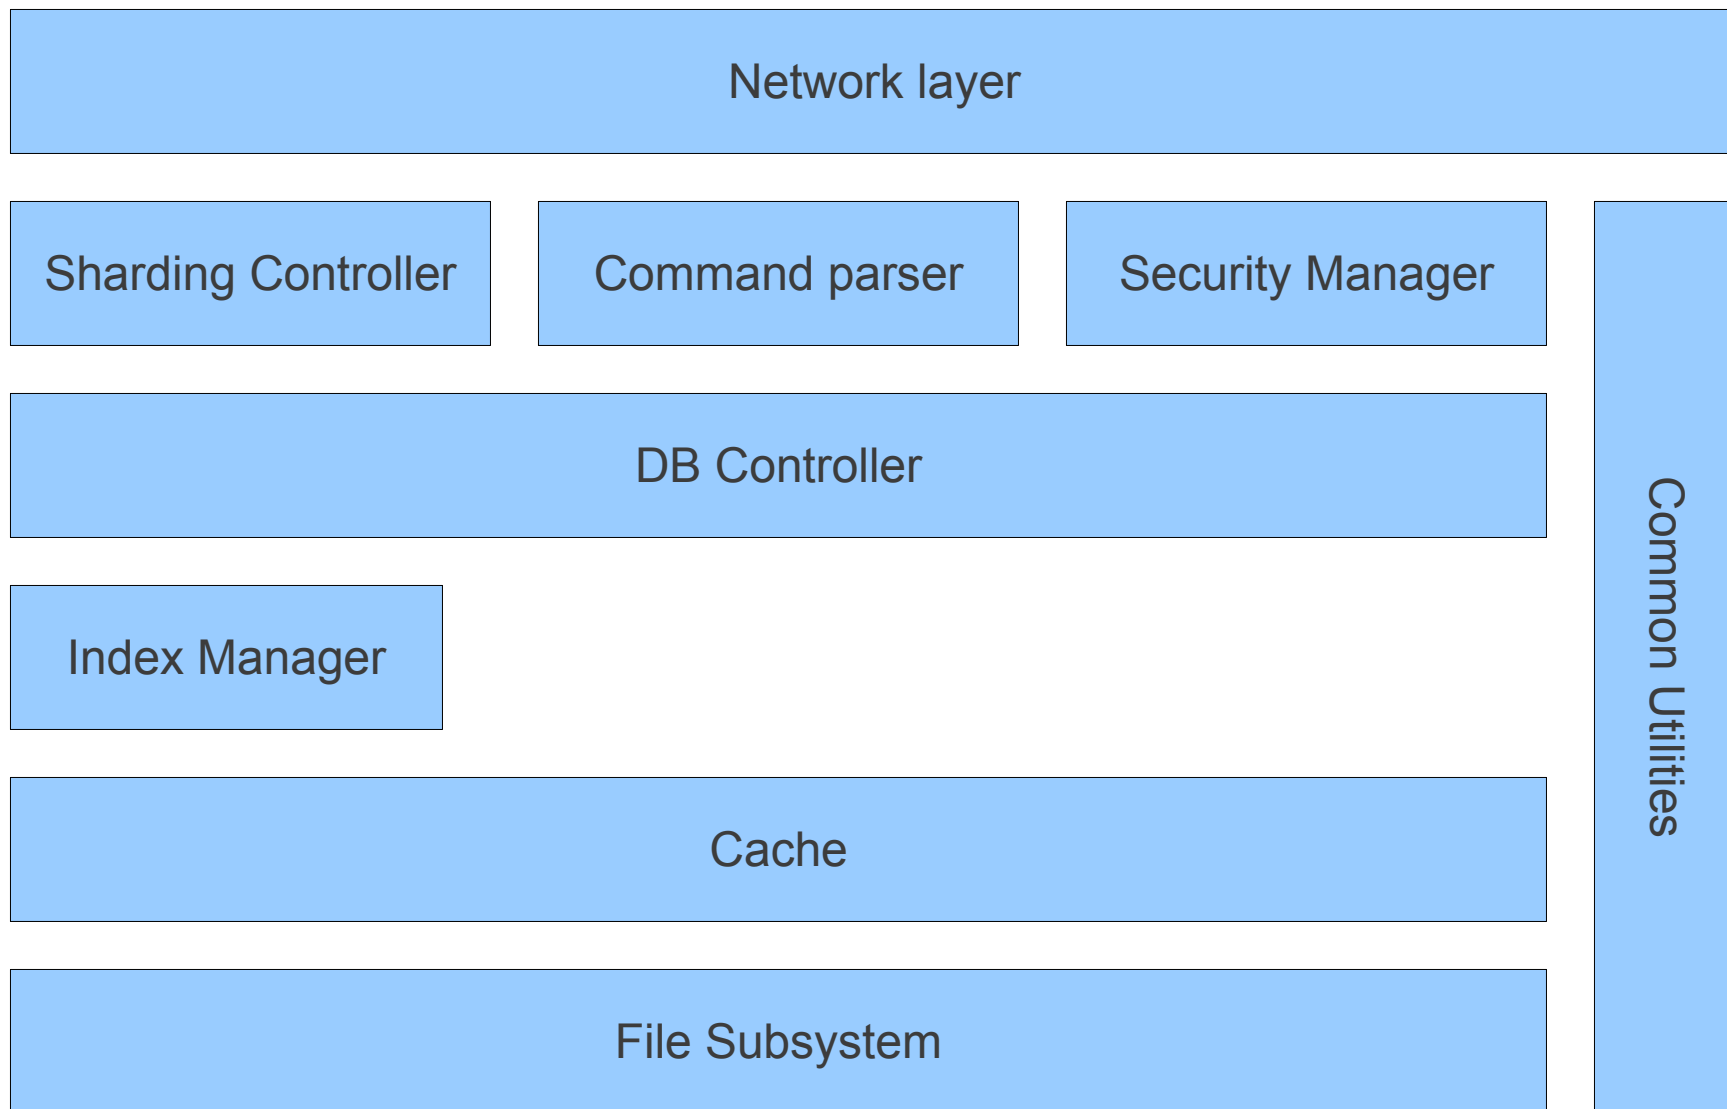 Network layer
Sharding Controller
Command parser
Security Manager
DB Controller
Common Utilities
Index Manager
Cache
File Subsystem